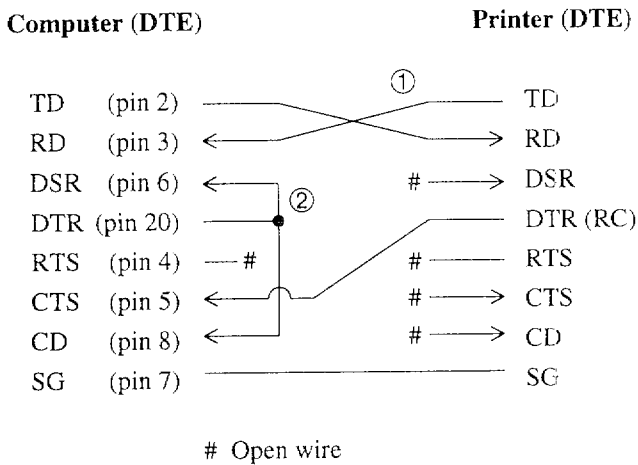 Computer (DTE) Printer (DTE)
①
TD (pin 2) TD
RD (pin 3) RD
DSR (pin 6) ② # DSR
DTR (pin 20) DTR (RC)
RTS (pin 4) # # RTS
CTS (pin 5) # CTS
CD (pin 8) # CD
SG (pin 7) SG
# Open wire